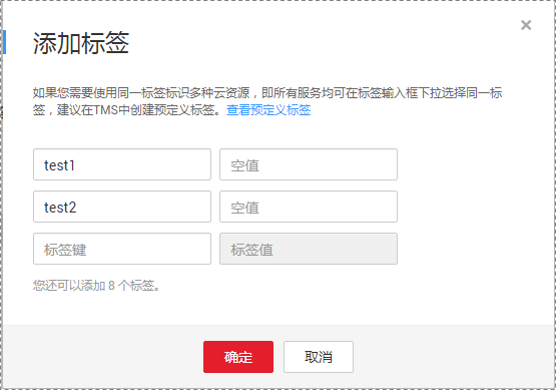 添加标签
×
如果您需要使用同一标签标识多种云资源，即所有服务均可在标签输入框下拉选择同一标
签，建议在TMS中创建预定义标签。查看预定义标签
test1 空值
test2 空值
标签键 标签值
您还可以添加 8 个标签。
确定 取消